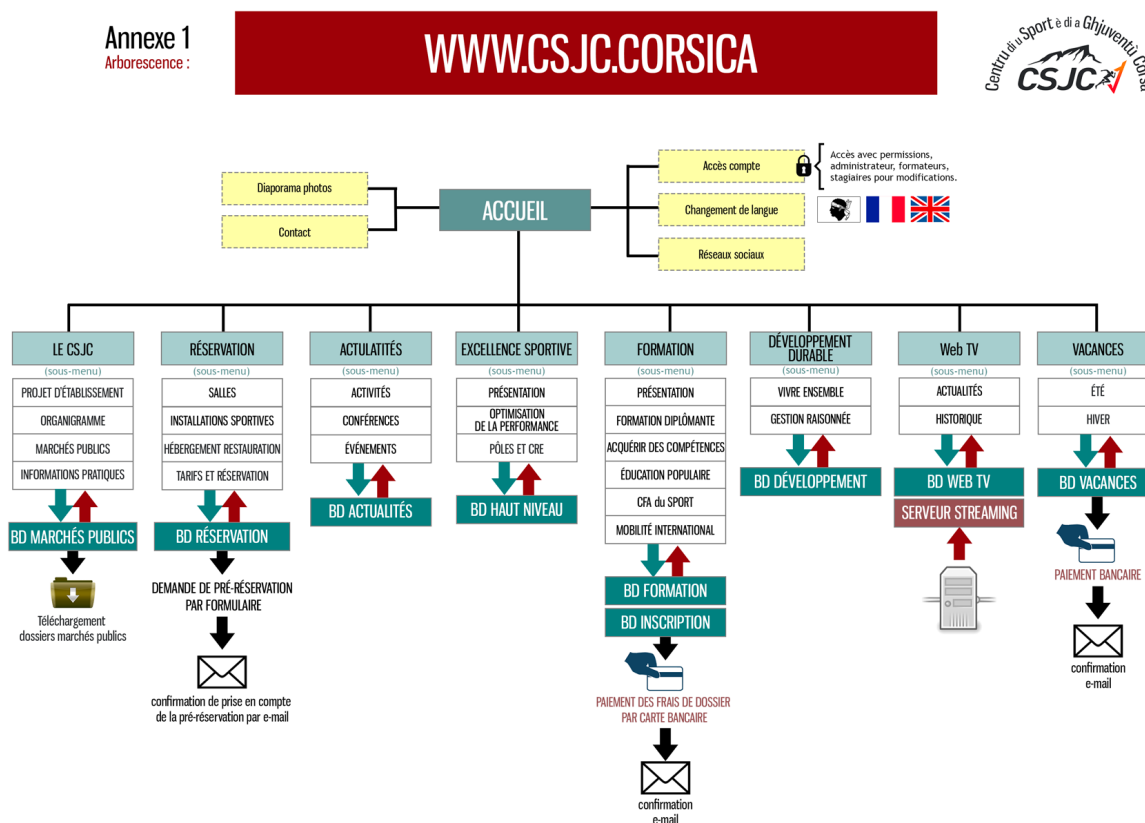 Annexe 1
Arborescence :
WWW.CSJC.CORSICA
Centru di u Sport è di a Ghjuventù Corsa
CSJC
Diaporama photos
Contact
ACCUEIL
Accès compte
Accès avec permissions,
administrateur, formateurs,
stagiaires pour modifications.
Changement de langue
Réseaux sociaux
LE CSJC
(sous-menu)
PROJET D'ÉTABLISSEMENT
ORGANIGRAMME
MARCHÉS PUBLICS
INFORMATIONS PRATIQUES
BD MARCHÉS PUBLICS
Téléchargement
dossiers marchés publics
RÉSERVATION
(sous-menu)
SALLES
INSTALLATIONS SPORTIVES
HÉBERGEMENT RESTAURATION
TARIFS ET RÉSERVATION
BD RÉSERVATION
DEMANDE DE PRÉ-RÉSERVATION
PAR FORMULAIRE
confirmation de prise en compte
de la pré-réservation par e-mail
ACTULATITÉS
(sous-menu)
ACTIVITÉS
CONFÉRENCES
ÉVÉNEMENTS
BD ACTUALITÉS
EXCELLENCE SPORTIVE
(sous-menu)
PRÉSENTATION
OPTIMISATION
DE LA PERFORMANCE
PÔLES ET CRE
BD HAUT NIVEAU
FORMATION
(sous-menu)
PRÉSENTATION
FORMATION DIPLÔMANTE
ACQUÉRIR DES COMPÉTENCES
ÉDUCATION POPULAIRE
CFA du SPORT
MOBILITÉ INTERNATIONAL
BD FORMATION
BD INSCRIPTION
PAIEMENT DES FRAIS DE DOSSIER
PAR CARTE BANCAIRE
confirmation
e-mail
DÉVELOPPEMENT
DURABLE
(sous-menu)
VIVRE ENSEMBLE
GESTION RAISONNÉE
BD DÉVELOPPEMENT
Web TV
(sous-menu)
ACTUALITÉS
HISTORIQUE
BD WEB TV
SERVEUR STREAMING
VACANCES
(sous-menu)
ÉTÉ
HIVER
BD VACANCES
PAIEMENT BANCAIRE
confirmation
e-mail